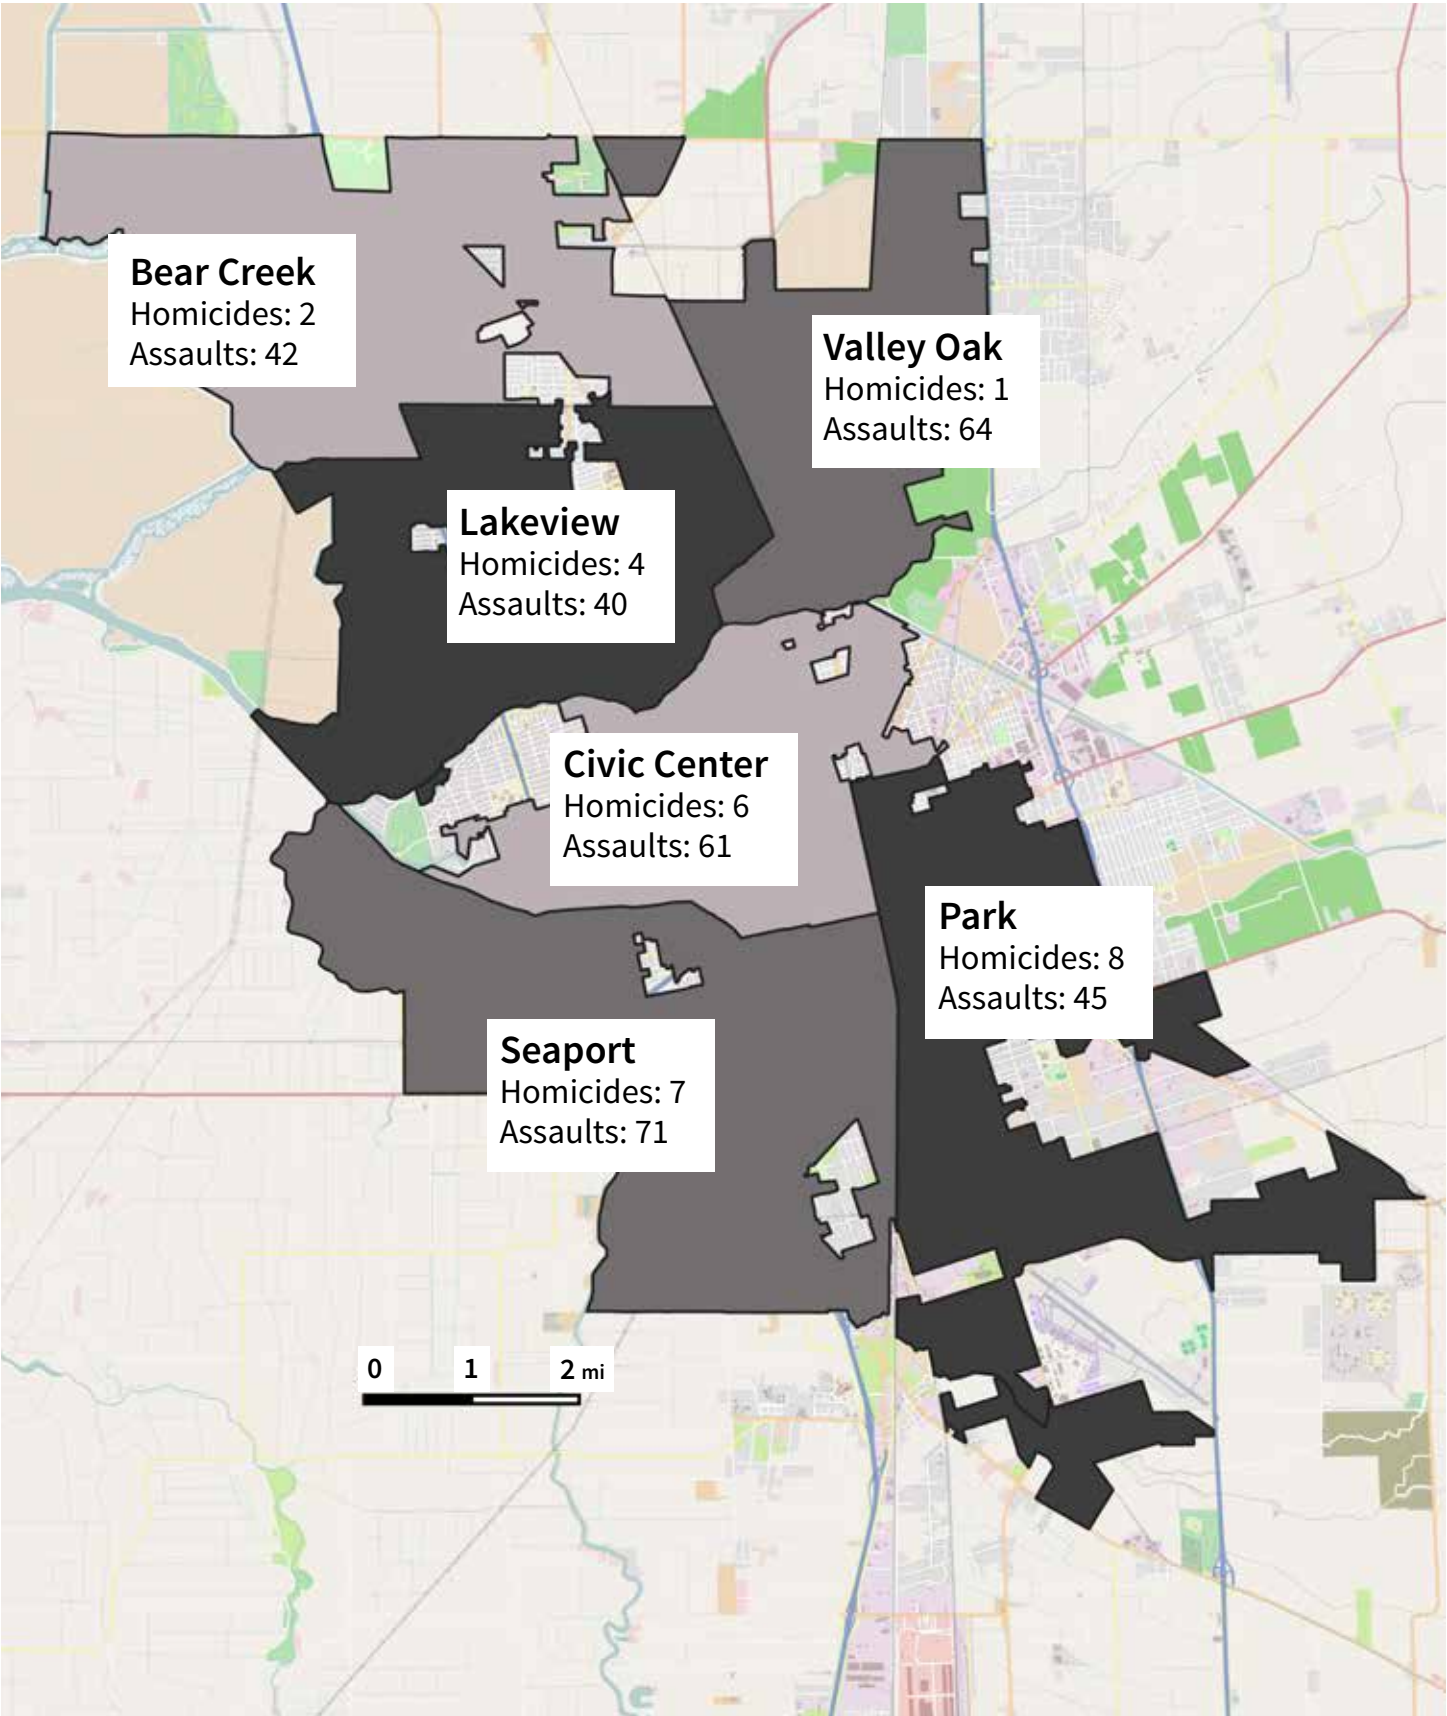 Bear Creek
Homicides: 2
Assaults: 42
Valley Oak
Homicides: 1
Assaults: 64
Lakeview
Homicides: 4
Assaults: 40
Civic Center
Homicides: 6
Assaults: 61
Park
Homicides: 8
Assaults: 45
Seaport
Homicides: 7
Assaults: 71
0 1 2 mi